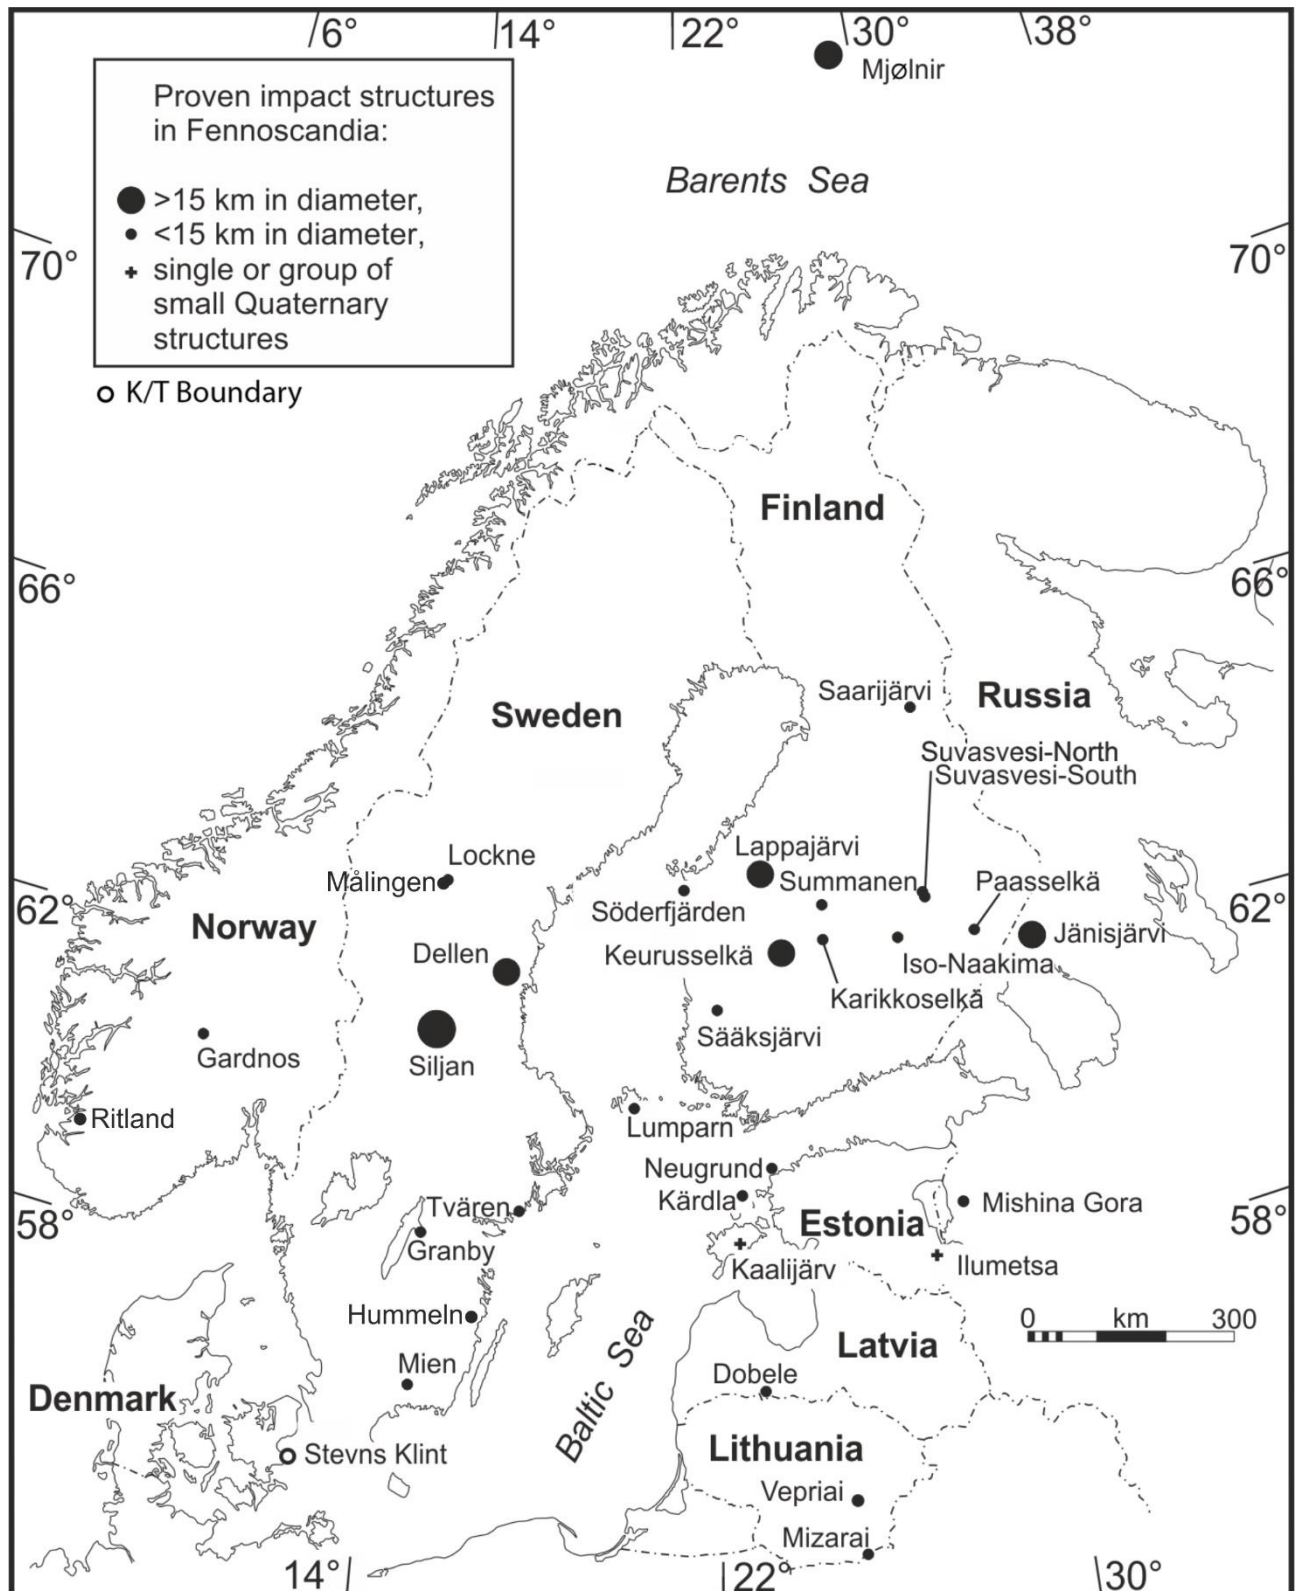 6°
14°
22°
30°
38°
Mjølnir
Proven impact structures
in Fennoscandia:
>15 km in diameter,
<15 km in diameter,
single or group of
small Quaternary
structures
K/T Boundary
Barents Sea
70°
70°
Finland
66°
66°
Saarijärvi
Russia
Sweden
Suvasvesi-North
Suvasvesi-South
Lappajärvi
Lockne
Målingen
Summanen
Paasselkä
62°
62°
Söderfjärden
Norway
Jänisjärvi
Dellen
Keurusselkä
Iso-Naakima
Karikkoselkä
Sääksjärvi
Gardnos
Siljan
Ritland
Lumparn
Neugrund
Kärdla
Mishina Gora
Tvären
58°
58°
Estonia
Granby
Kaalijärv
Ilumetsa
Hummeln
0 km 300
Latvia
Mien
Dobele
Baltic Sea
Denmark
Stevns Klint
Lithuania
Vepriai
Mizarai
14°
22°
30°